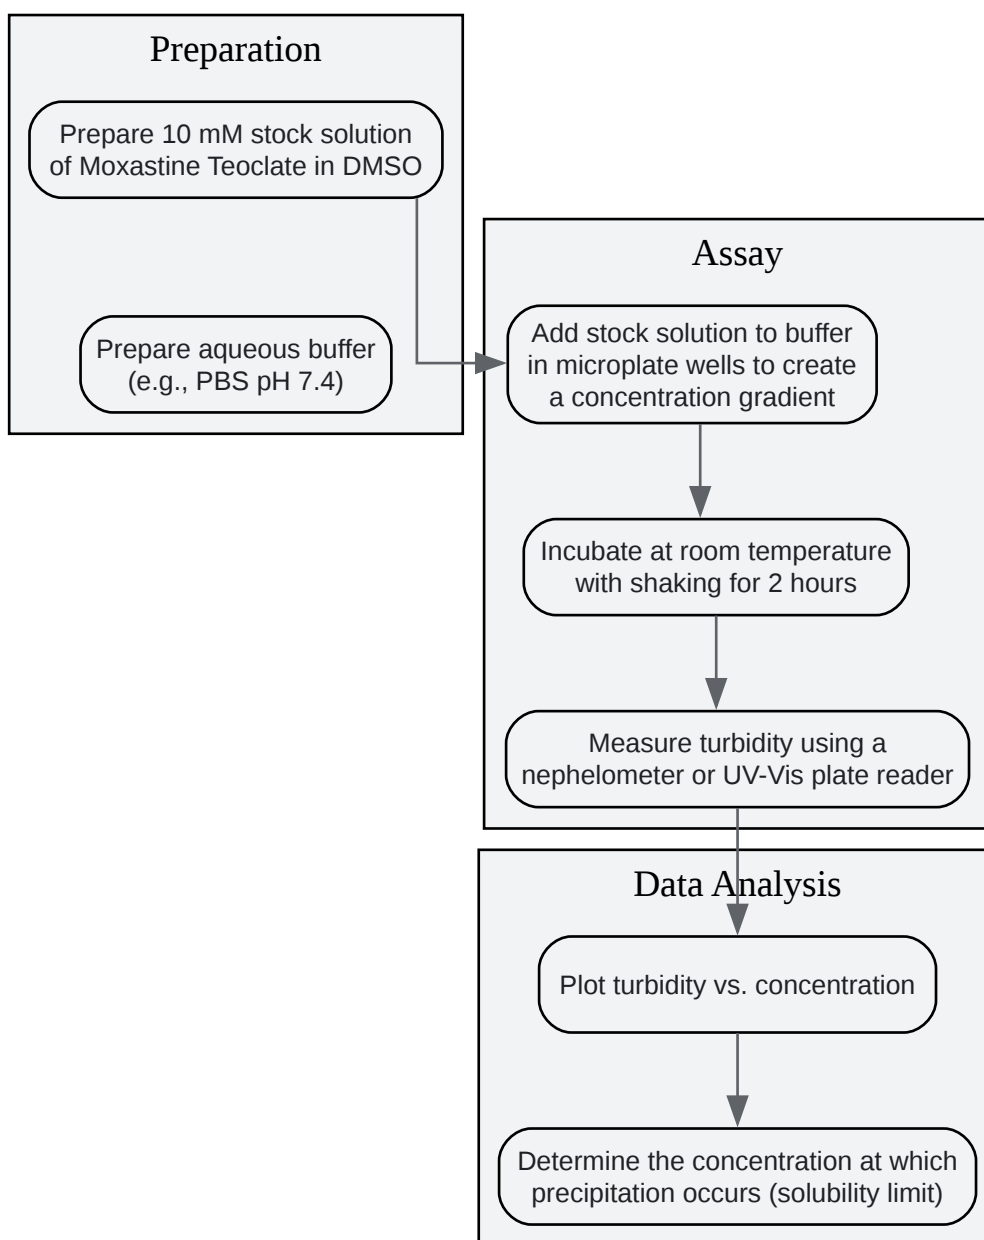 Preparation
Prepare 10 mM stock solution
of Moxastine Teoclate in DMSO
Prepare aqueous buffer
(e.g., PBS pH 7.4)
Assay
Add stock solution to buffer
in microplate wells to create
a concentration gradient
Incubate at room temperature
with shaking for 2 hours
Measure turbidity using a
nephelometer or UV-Vis plate reader
Data Analysis
Plot turbidity vs. concentration
Determine the concentration at which
precipitation occurs (solubility limit)